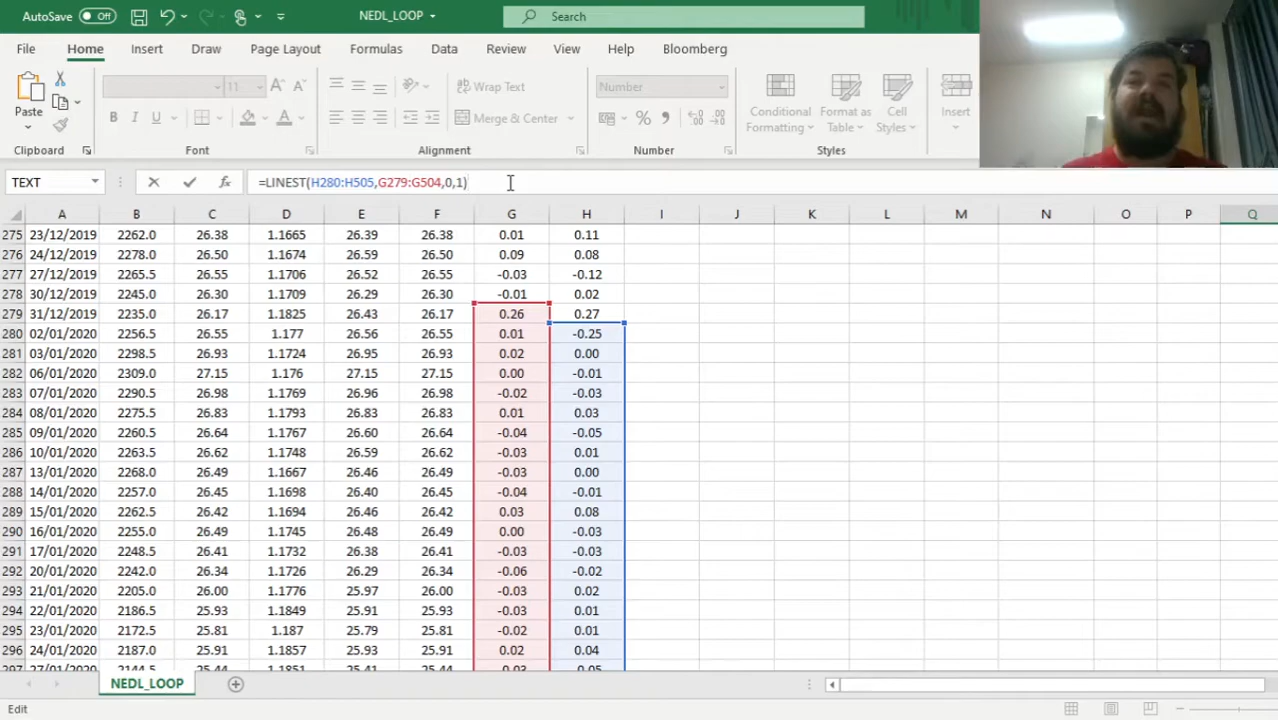 AutoSave Off NEDL_LOOP Search
File Home Insert Draw Page Layout Formulas Data Review View Help Bloomberg
Paste 11 A A B I U A Wrap Text Merge & Center Number % Conditional Formatting Format as Table Cell Styles Insert
Clipboard Font Alignment Number Styles
TEXT fx =LINEST(H280:H505,G279:G504,0,1)
A B C D E F G H I J K L M N O P Q
275 23/12/2019 2262.0 26.38 1.1665 26.39 26.38 0.01 0.11
276 24/12/2019 2278.0 26.50 1.1674 26.59 26.50 0.09 0.08
277 27/12/2019 2265.5 26.55 1.1706 26.52 26.55 -0.03 -0.12
278 30/12/2019 2245.0 26.30 1.1709 26.29 26.30 -0.01 0.02
279 31/12/2019 2235.0 26.17 1.1825 26.43 26.17 0.26 0.27
280 02/01/2020 2256.5 26.55 1.177 26.56 26.55 0.01 -0.25
281 03/01/2020 2298.5 26.93 1.1724 26.95 26.93 0.02 0.00
282 06/01/2020 2309.0 27.15 1.176 27.15 27.15 0.00 -0.01
283 07/01/2020 2290.5 26.98 1.1769 26.96 26.98 -0.02 -0.03
284 08/01/2020 2275.5 26.83 1.1793 26.83 26.83 0.01 0.03
285 09/01/2020 2260.5 26.64 1.1767 26.60 26.64 -0.04 -0.05
286 10/01/2020 2263.5 26.62 1.1748 26.59 26.62 -0.03 0.01
287 13/01/2020 2268.0 26.49 1.1667 26.46 26.49 -0.03 0.00
288 14/01/2020 2257.0 26.45 1.1698 26.40 26.45 -0.04 -0.01
289 15/01/2020 2262.5 26.42 1.1694 26.46 26.42 0.03 0.08
290 16/01/2020 2255.0 26.49 1.1745 26.48 26.49 0.00 -0.03
291 17/01/2020 2248.5 26.41 1.1732 26.38 26.41 -0.03 -0.03
292 20/01/2020 2242.0 26.34 1.1726 26.29 26.34 -0.06 -0.02
293 21/01/2020 2205.0 26.00 1.1776 25.97 26.00 -0.03 0.02
294 22/01/2020 2186.5 25.93 1.1849 25.91 25.93 -0.03 0.01
295 23/01/2020 2172.5 25.81 1.187 25.79 25.81 -0.02 0.01
296 24/01/2020 2187.0 25.91 1.1857 25.93 25.91 0.02 0.04
297 27/01/2020 2144.5 25.44 1.1851 25.41 25.44 -0.03 -0.05
NEDL_LOOP
Edit